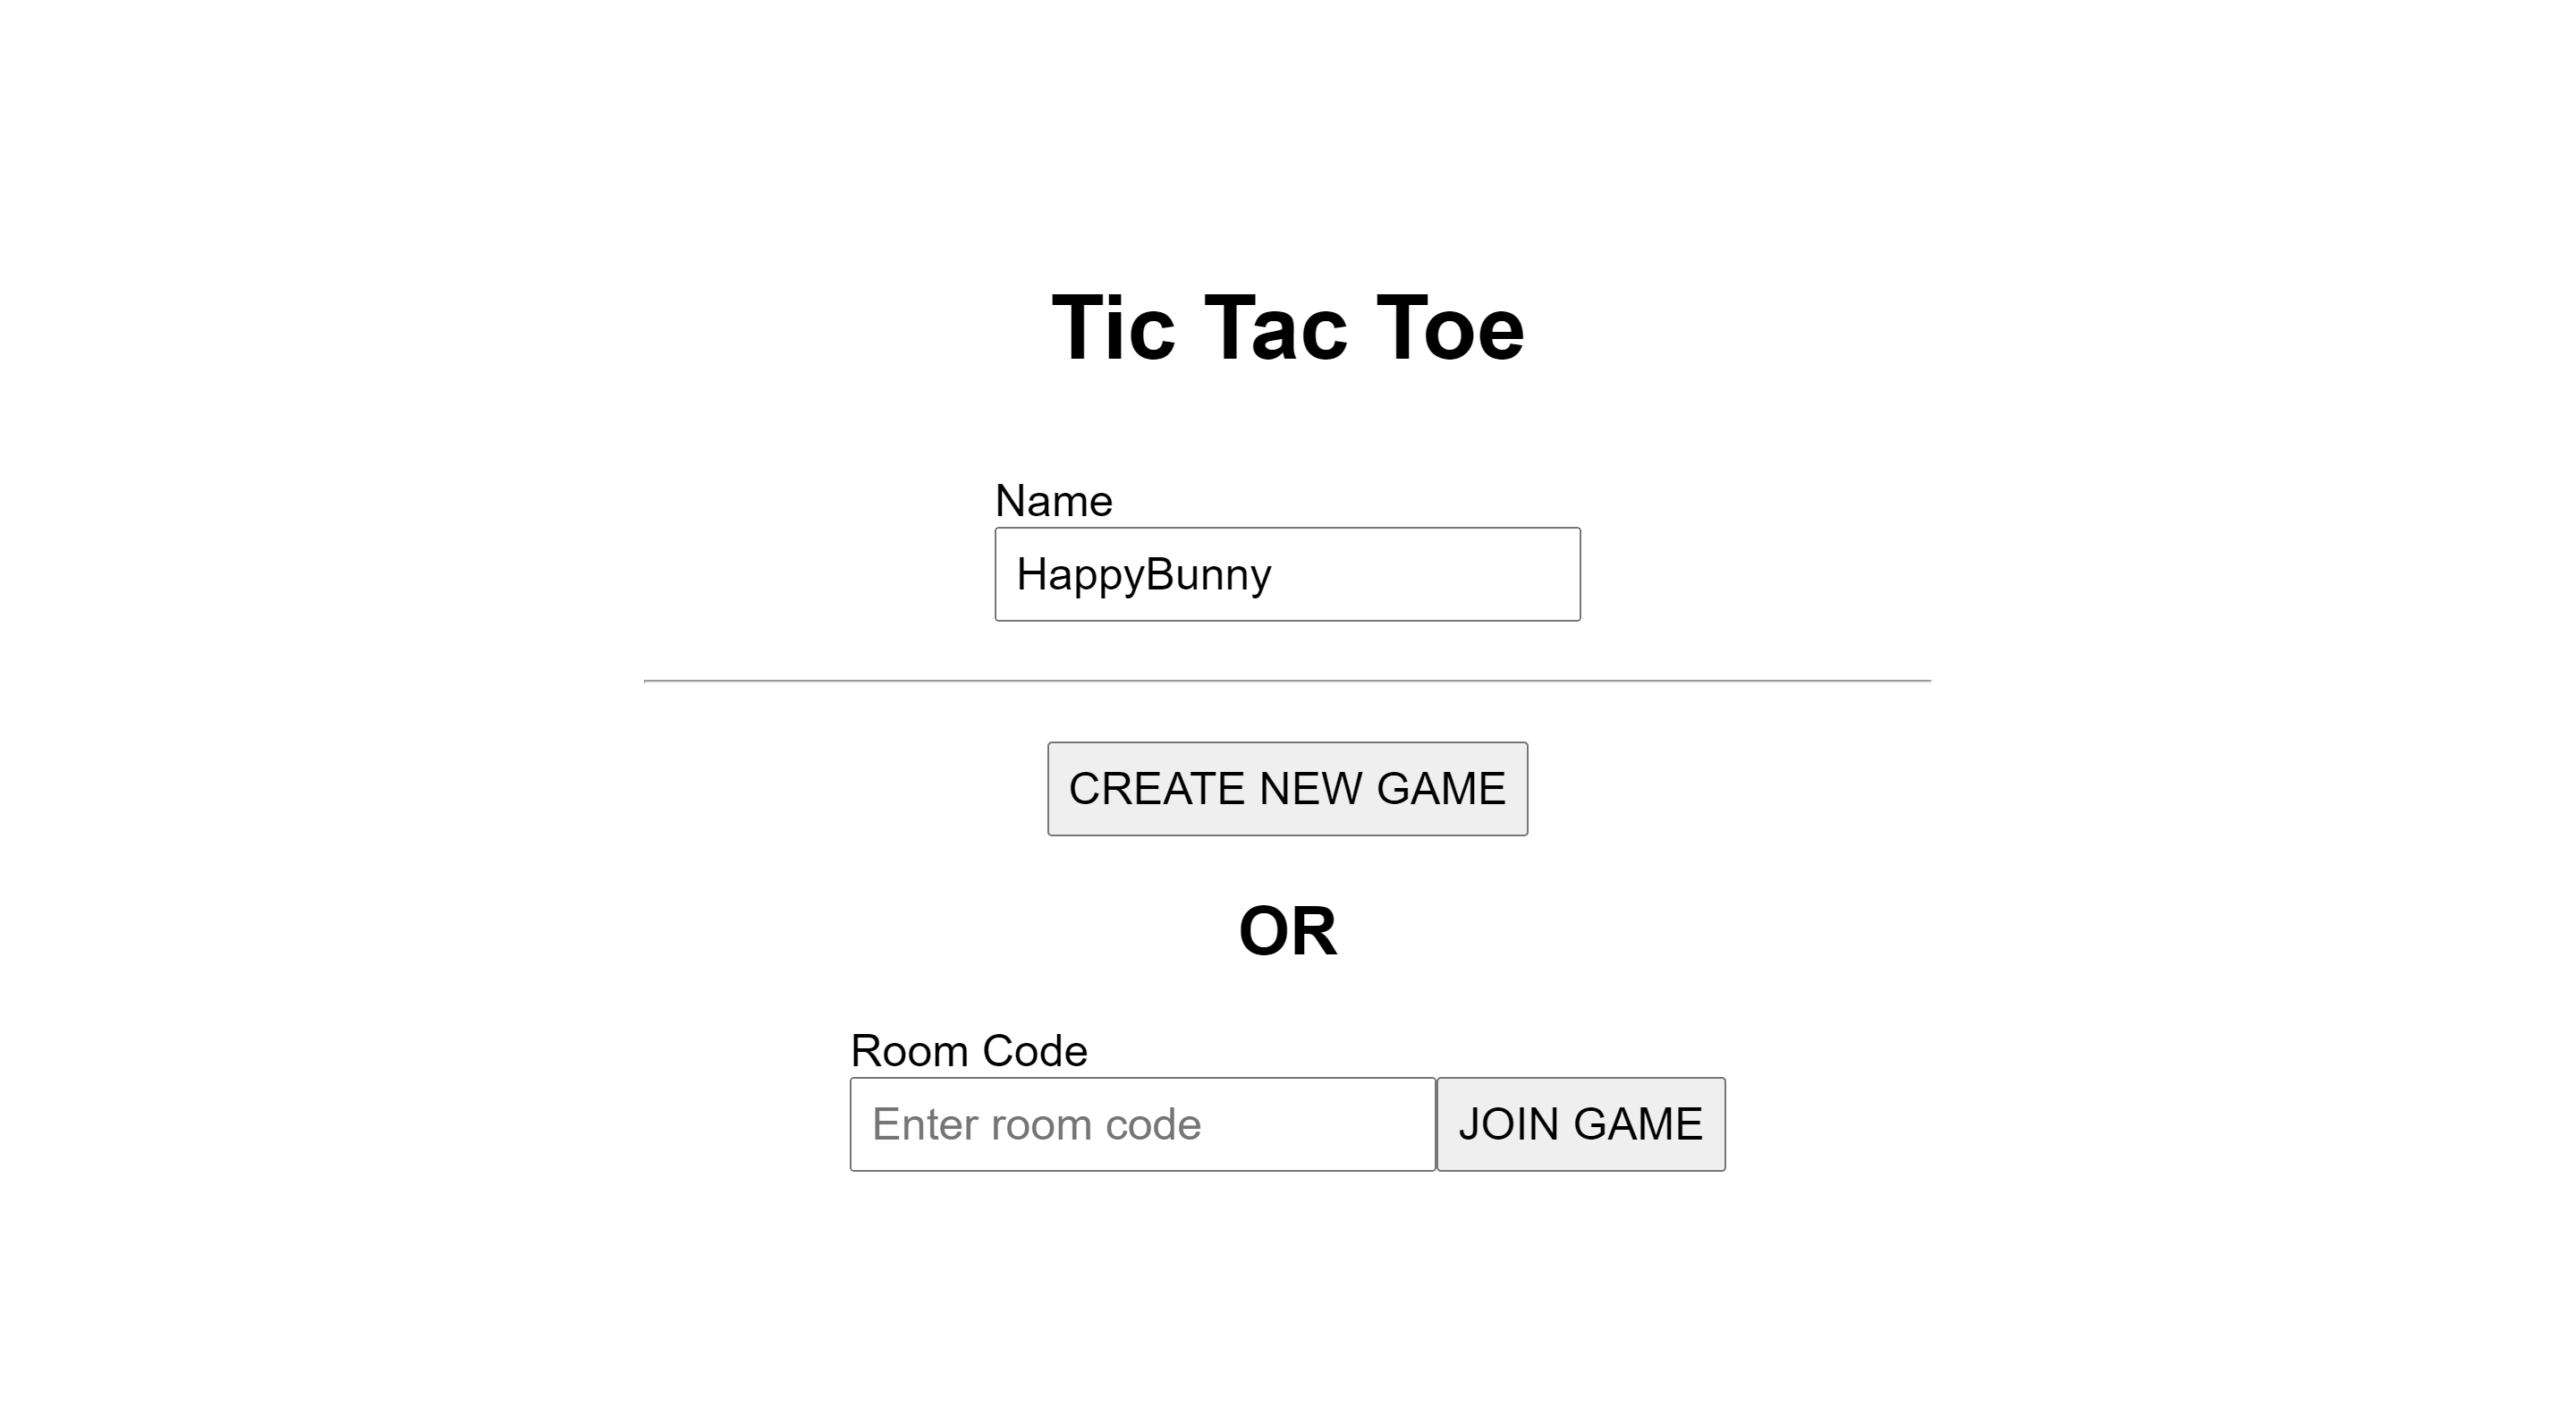 Tic Tac Toe
Name
HappyBunny
CREATE NEW GAME
OR
Room Code
Enter room code
JOIN GAME